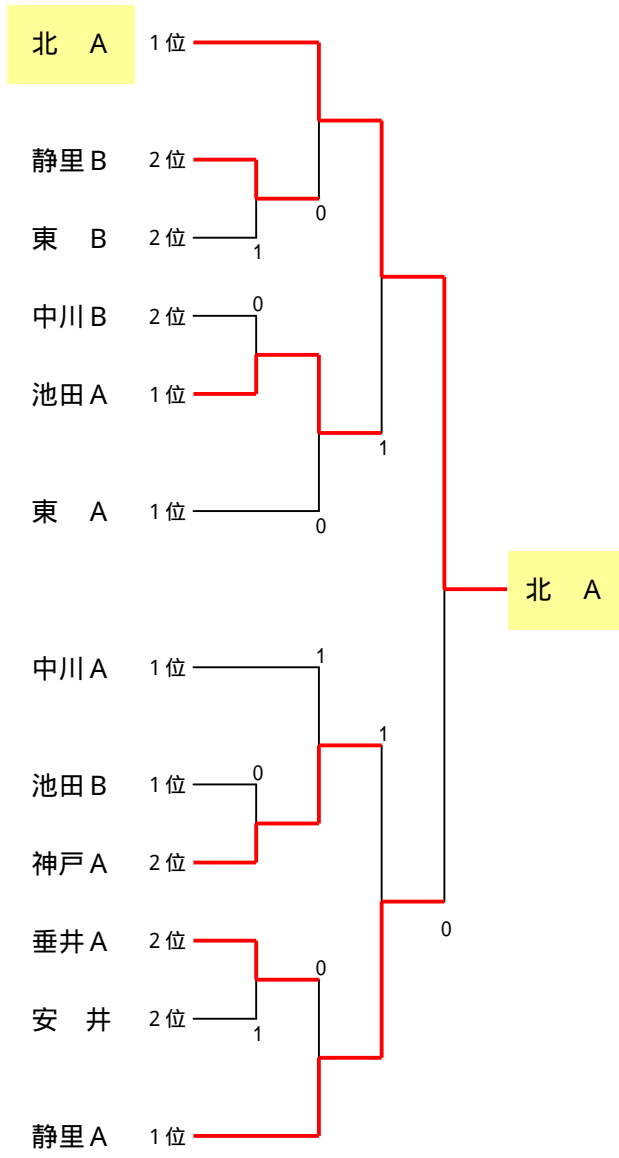 北　A　1位
静里B　2位
0
東　B　2位
1
0
中川B　2位
池田A　1位
1
東　A　1位
0
北　A
1
中川A　1位
1
0
池田B　1位
神戸A　2位
垂井A　2位
0
0
安　井　2位
1
静里A　1位